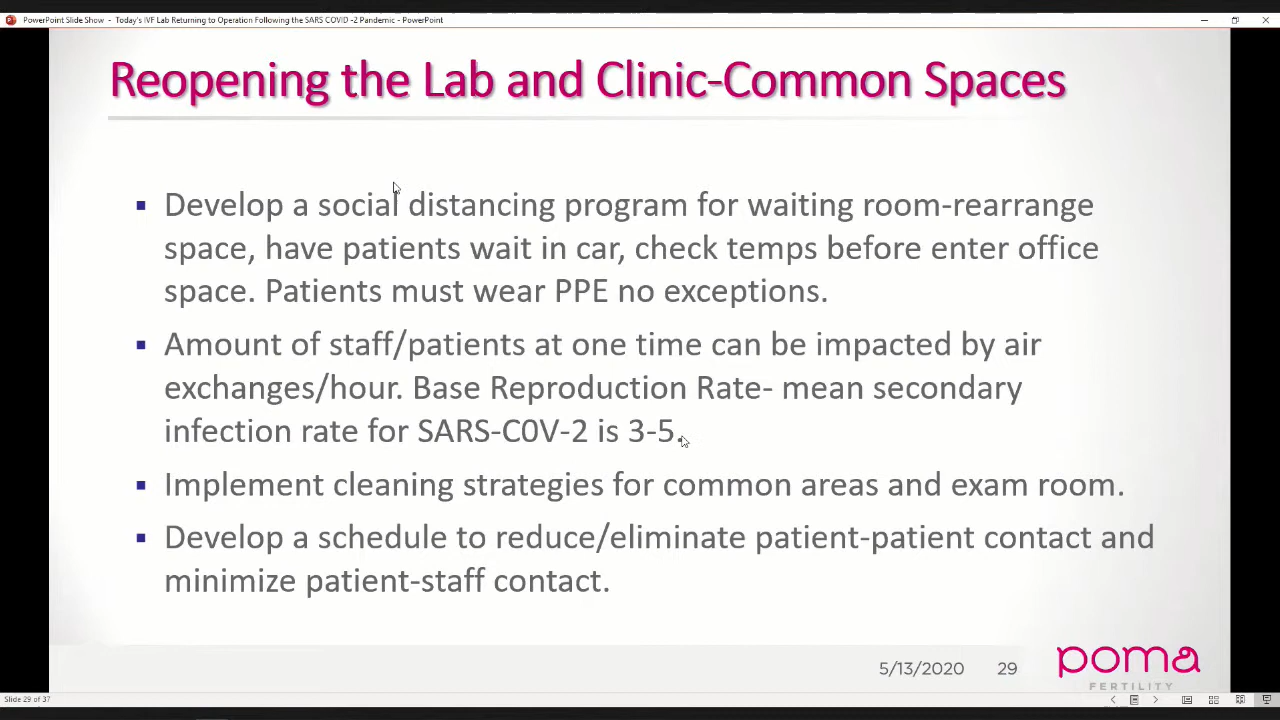 PowerPoint Slide Show - Today's IVF Lab Returning to Operation Following the SARS COVID -2 Pandemic - PowerPoint
Reopening the Lab and Clinic-Common Spaces
▪ Develop a social distancing program for waiting room-rearrange
space, have patients wait in car, check temps before enter office
space. Patients must wear PPE no exceptions.
▪ Amount of staff/patients at one time can be impacted by air
exchanges/hour. Base Reproduction Rate- mean secondary
infection rate for SARS-C0V-2 is 3-5.
▪ Implement cleaning strategies for common areas and exam room.
▪ Develop a schedule to reduce/eliminate patient-patient contact and
minimize patient-staff contact.
5/13/2020 29
poma
FERTILITY
Slide 29 of 37